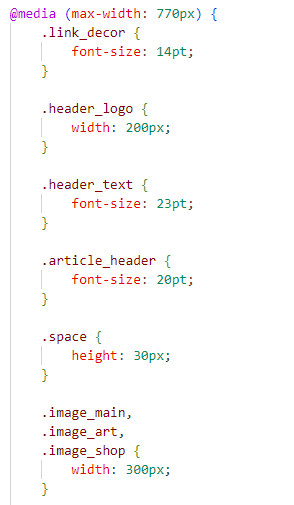 @media (max-width: 770px) {
    .link_decor {
        font-size: 14pt;
    }

    .header_logo {
        width: 200px;
    }

    .header_text {
        font-size: 23pt;
    }

    .article_header {
        font-size: 20pt;
    }

    .space {
        height: 30px;
    }

    .image_main,
    .image_art,
    .image_shop {
        width: 300px;
    }